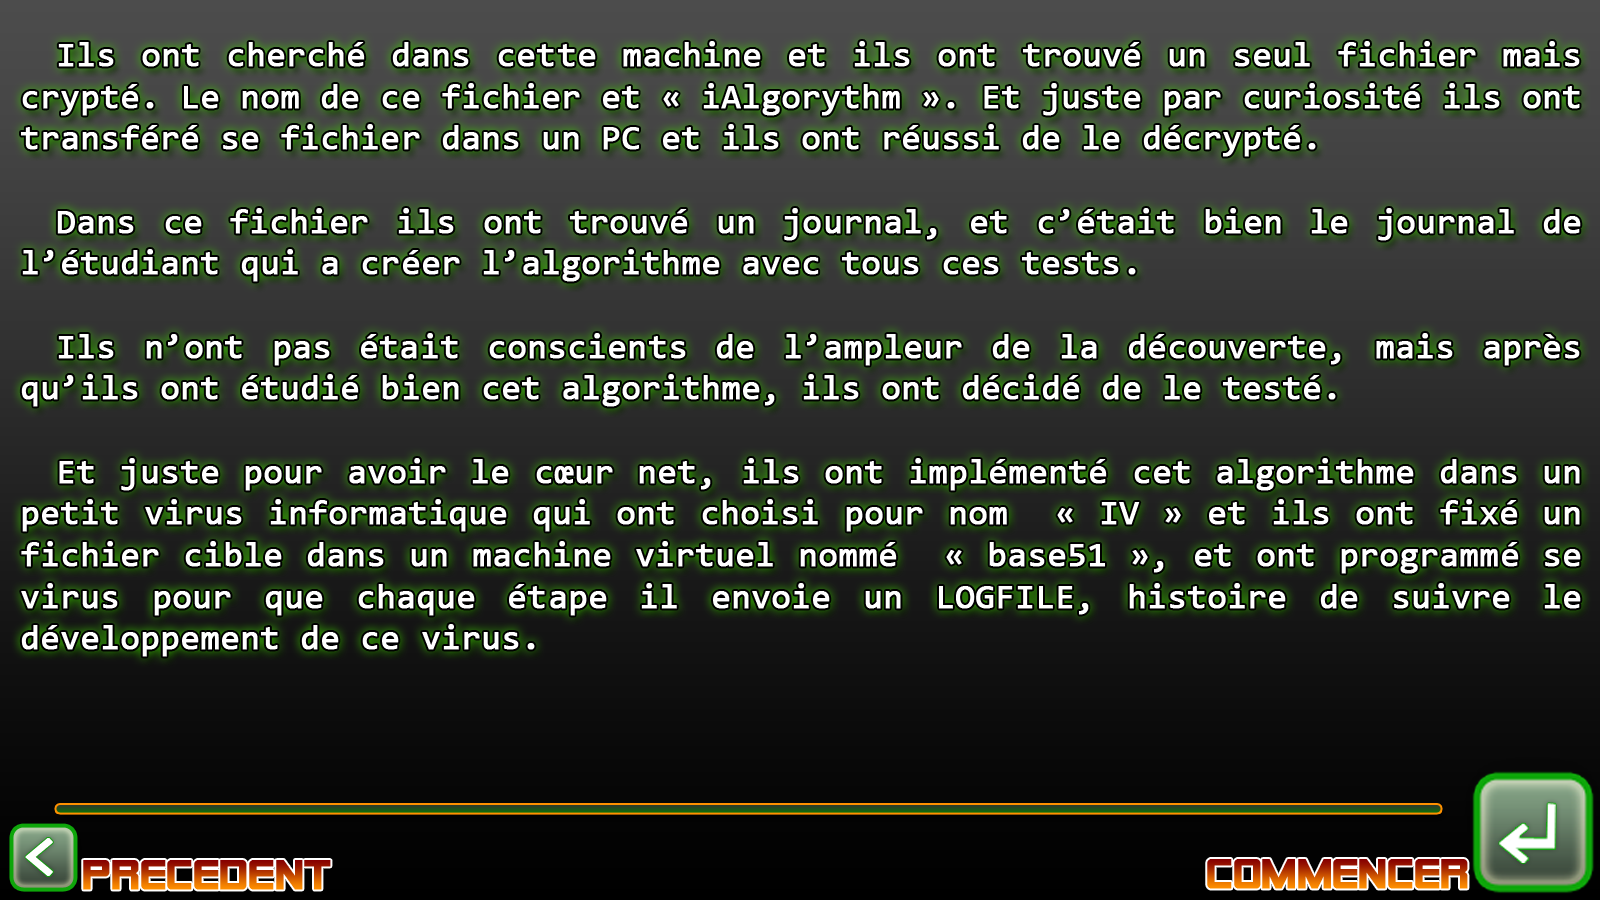 Ils ont cherché dans cette machine et ils ont trouvé un seul fichier mais
crypté. Le nom de ce fichier et « iAlgorythm ». Et juste par curiosité ils ont
transféré se fichier dans un PC et ils ont réussi de le décrypté.
Dans ce fichier ils ont trouvé un journal, et c’était bien le journal de
l’étudiant qui a créer l’algorithme avec tous ces tests.
Ils n’ont pas était conscients de l’ampleur de la découverte, mais après
qu’ils ont étudié bien cet algorithme, ils ont décidé de le testé.
Et juste pour avoir le cœur net, ils ont implémenté cet algorithme dans un
petit virus informatique qui ont choisi pour nom « IV » et ils ont fixé un
fichier cible dans un machine virtuel nommé « base51 », et ont programmé se
virus pour que chaque étape il envoie un LOGFILE, histoire de suivre le
développement de ce virus.
PRECEDENT
COMMENCER